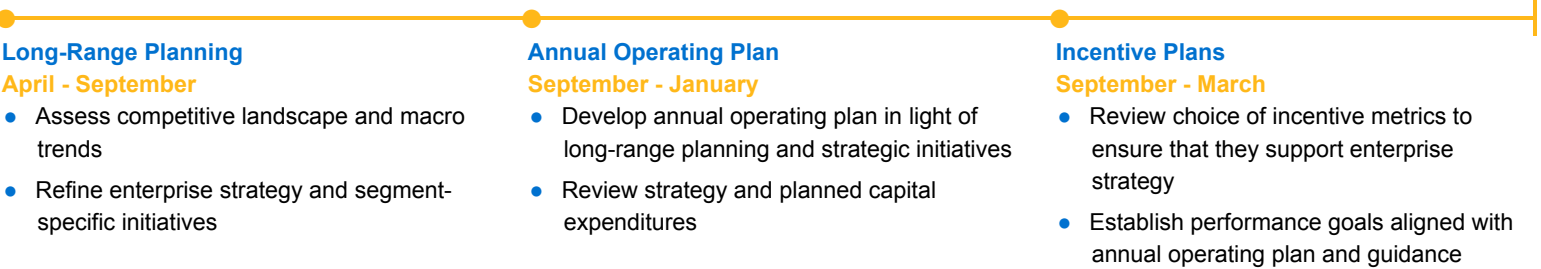 Long-Range Planning
April - September
● Assess competitive landscape and macro
trends
● Refine enterprise strategy and segment-
specific initiatives
Annual Operating Plan
September - January
● Develop annual operating plan in light of
long-range planning and strategic initiatives
● Review strategy and planned capital
expenditures
Incentive Plans
September - March
● Review choice of incentive metrics to
ensure that they support enterprise
strategy
● Establish performance goals aligned with
annual operating plan and guidance